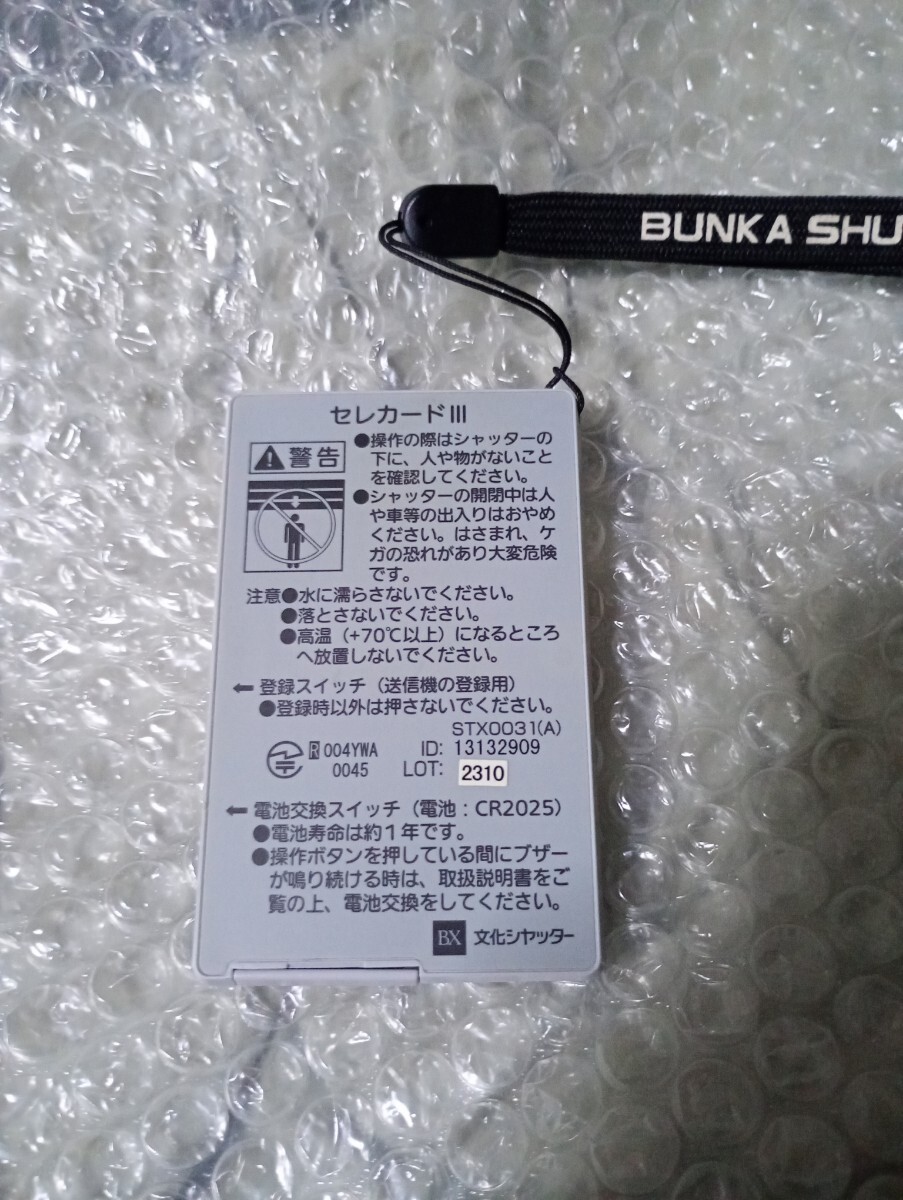 BUNKA SHU
セレカードⅢ
警告
●操作の際はシャッターの
下に、人や物がないこと
を確認してください。
●シャッターの開閉中は人
や車等の出入りはおやめ
ください。はさまれ、ケ
ガの恐れがあり大変危険
です。
注意●水に濡らさないでください。
●落とさないでください。
●高温（+70℃以上）になるところ
へ放置しないでください。
← 登録スイッチ（送信機の登録用）
●登録時以外は押さないでください。
STX0031(A)
R 004YWA ID: 13132909
0045 LOT: 2310
← 電池交換スイッチ（電池：CR2025）
●電池寿命は約１年です。
●操作ボタンを押している間にブザー
が鳴り続ける時は、取扱説明書をご
覧の上、電池交換をしてください。
BX 文化シヤッター